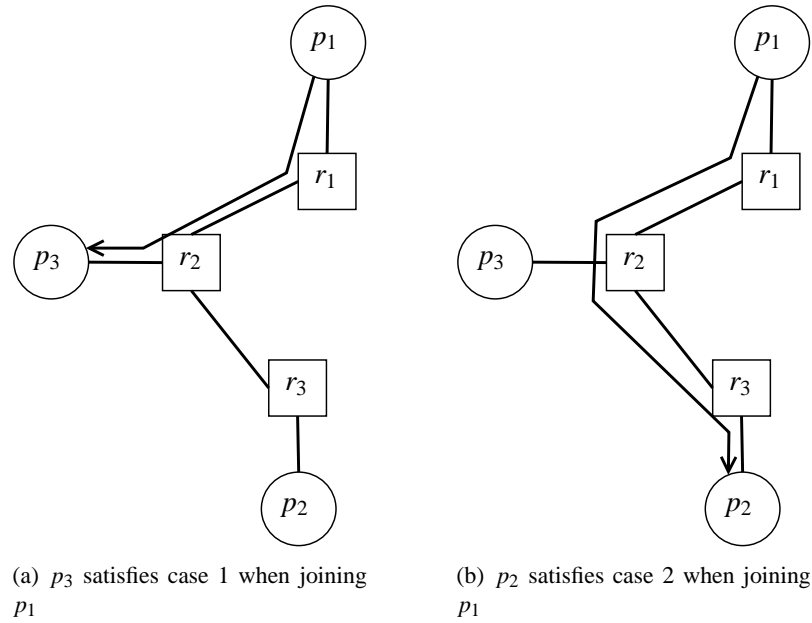 p1 p1
r1 r1
p3 r2 p3 r2
r3 r3
p2 p2
(a) p3 satisfies case 1 when joining
p1
(b) p2 satisfies case 2 when joining
p1